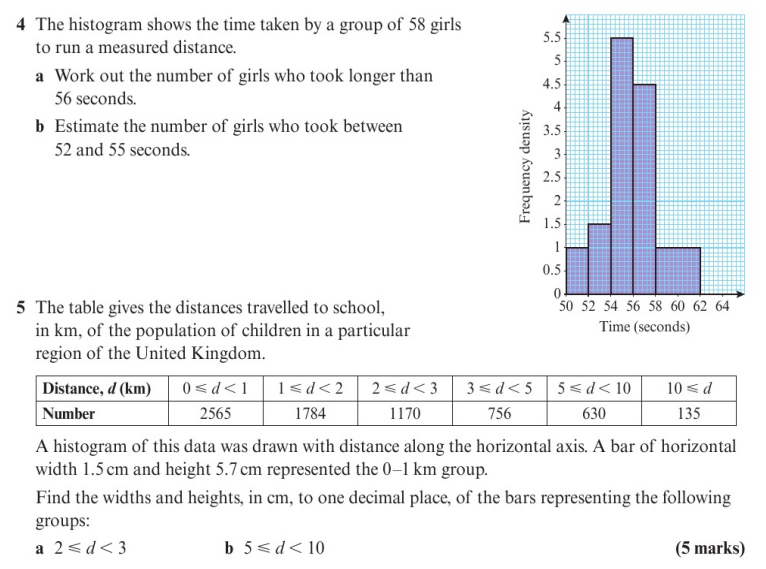 4 The histogram shows the time taken by a group of 58 girls
to run a measured distance.
a Work out the number of girls who took longer than
56 seconds.
b Estimate the number of girls who took between
52 and 55 seconds.
Frequency density
5.5
5
4.5
4
3.5
3
2.5
2
1.5
1
0.5
0
50 52 54 56 58 60 62 64
Time (seconds)
5 The table gives the distances travelled to school,
in km, of the population of children in a particular
region of the United Kingdom.
Distance, d (km) 0 ⩽ d < 1 1 ⩽ d < 2 2 ⩽ d < 3 3 ⩽ d < 5 5 ⩽ d < 10 10 ⩽ d
Number 2565 1784 1170 756 630 135
A histogram of this data was drawn with distance along the horizontal axis. A bar of horizontal
width 1.5 cm and height 5.7 cm represented the 0–1 km group.
Find the widths and heights, in cm, to one decimal place, of the bars representing the following
groups:
a 2 ⩽ d < 3 b 5 ⩽ d < 10 (5 marks)